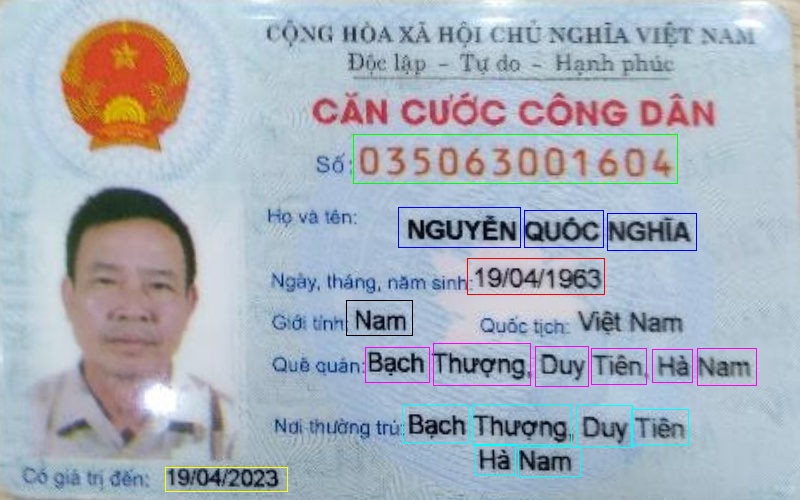 CỘNG HÒA XÃ HỘI CHỦ NGHĨA VIỆT NAM
Độc lập - Tự do - Hạnh phúc
CĂN CƯỚC CÔNG DÂN
Số: 035063001604
Họ và tên: NGUYỄN QUỐC NGHĨA
Ngày, tháng, năm sinh: 19/04/1963
Giới tính: Nam Quốc tịch: Việt Nam
Quê quán: Bạch Thượng, Duy Tiên, Hà Nam
Nơi thường trú: Bạch Thượng, Duy Tiên
Hà Nam
Có giá trị đến: 19/04/2023